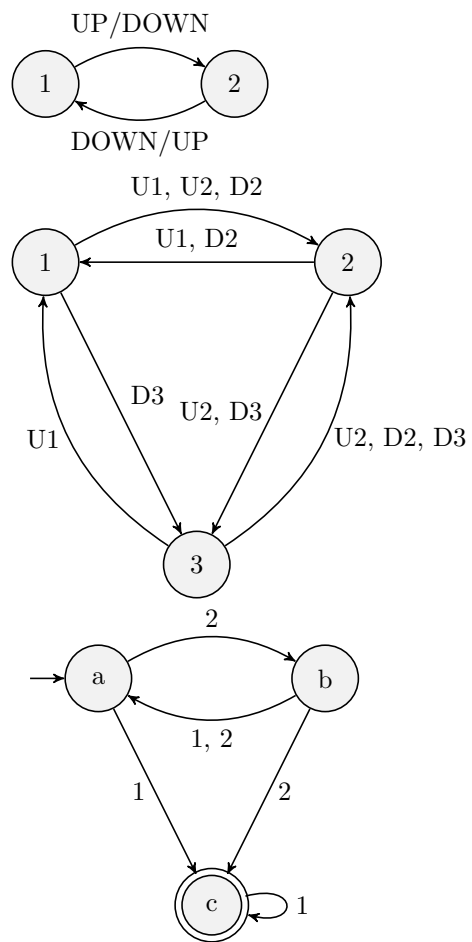 UP/DOWN
1 2
DOWN/UP
U1, U2, D2
U1, D2
1 2
D3
U2, D3
U1
U2, D2, D3
3
2
a b
1, 2
1 2
c 1